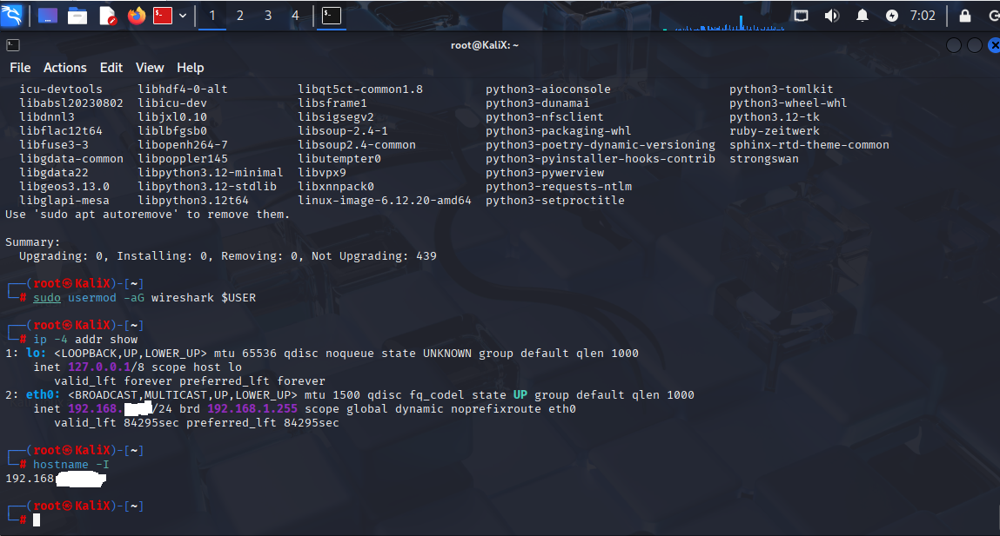 1 2 3 4 7:02
root@KaliX: ~
File Actions Edit View Help
icu-devtools libhdf4-0-alt libqt5ct-common1.8 python3-aioconsole python3-tomlkit
libabsl20230802 libicu-dev libsframe1 python3-dunamai python3-wheel-whl
libdnnl3 libjxl0.10 libsigsegv2 python3-nfsclient python3.12-tk
libflac12t64 liblbfgsb0 libsoup-2.4-1 python3-packaging-whl ruby-zeitwerk
libfuse3-3 libopenh264-7 libsoup2.4-common python3-poetry-dynamic-versioning sphinx-rtd-theme-common
libgdata-common libpoppler145 libutempter0 python3-pyinstaller-hooks-contrib strongswan
libgdata22 libpython3.12-minimal libvpx9 python3-pywerview
libgeos3.13.0 libpython3.12-stdlib libxnnpack0 python3-requests-ntlm
libglapi-mesa libpython3.12t64 linux-image-6.12.20-amd64 python3-setproctitle
Use 'sudo apt autoremove' to remove them.
Summary:
Upgrading: 0, Installing: 0, Removing: 0, Not Upgrading: 439
┌──(root㉿KaliX)-[~]
└─# sudo usermod -aG wireshark $USER
┌──(root㉿KaliX)-[~]
└─# ip -4 addr show
1: lo: <LOOPBACK,UP,LOWER_UP> mtu 65536 qdisc noqueue state UNKNOWN group default qlen 1000
inet 127.0.0.1/8 scope host lo
valid_lft forever preferred_lft forever
2: eth0: <BROADCAST,MULTICAST,UP,LOWER_UP> mtu 1500 qdisc fq_codel state UP group default qlen 1000
inet 192.168. /24 brd 192.168.1.255 scope global dynamic noprefixroute eth0
valid_lft 84295sec preferred_lft 84295sec
┌──(root㉿KaliX)-[~]
└─# hostname -I
192.168
┌──(root㉿KaliX)-[~]
└─#